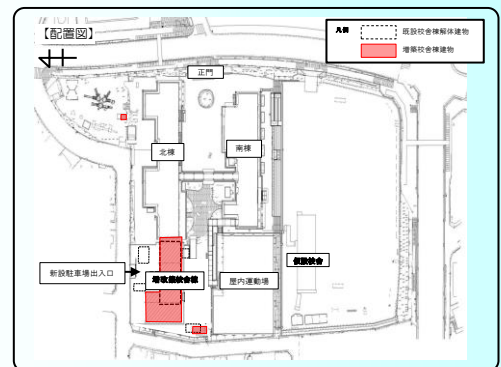 【配置図】
凡例
既設校舎棟解体建物
増築校舎棟建物
正門
北棟
南棟
新設駐車場出入口
増改築校舎棟
屋内運動場
仮設校舎